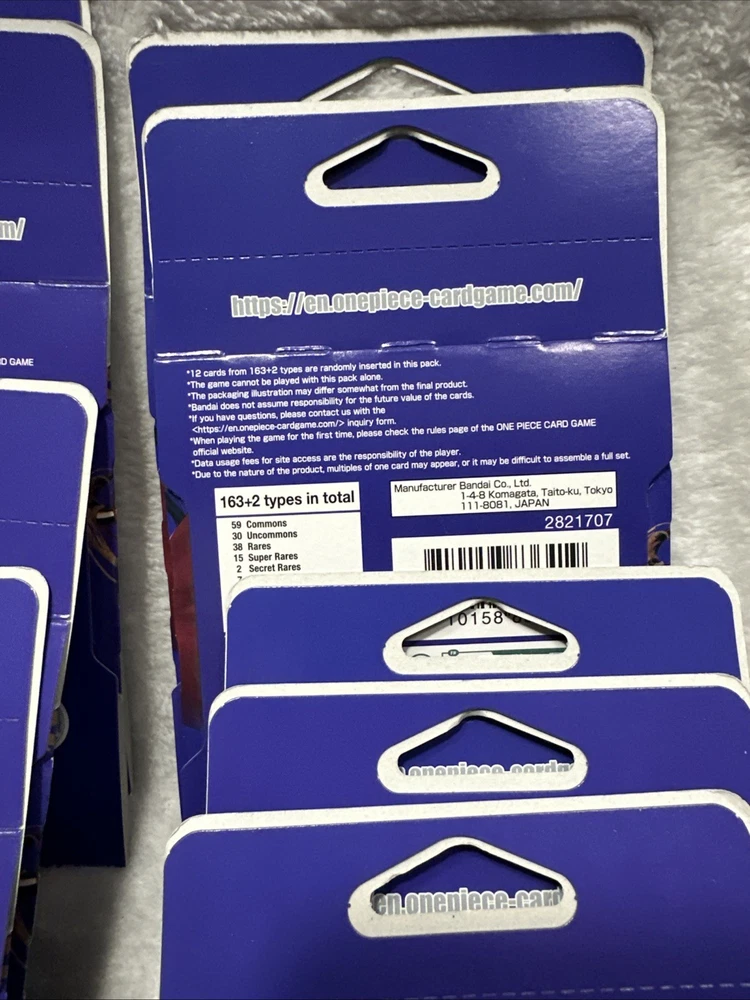 m/
D GAME
https://en.onepiece-cardgame.com/
*12 cards from 163+2 types are randomly inserted in this pack.
*The game cannot be played with this pack alone.
*The packaging illustration may differ somewhat from the final product.
*Bandai does not assume responsibility for the future value of the cards.
*If you have questions, please contact us with the
<https://en.onepiece-cardgame.com/> inquiry form.
*When playing the game for the first time, please check the rules page of the ONE PIECE CARD GAME
official website.
*Data usage fees for site access are the responsibility of the player.
*Due to the nature of the product, multiples of one card may appear, or it may be difficult to assemble a full set.
163+2 types in total
59 Commons
30 Uncommons
38 Rares
15 Super Rares
2 Secret Rares
Manufacturer Bandai Co., Ltd.
1-4-8 Komagata, Taito-ku, Tokyo
111-8081, JAPAN
2821707
10158
onepiece-cardg
en.onepiece-card